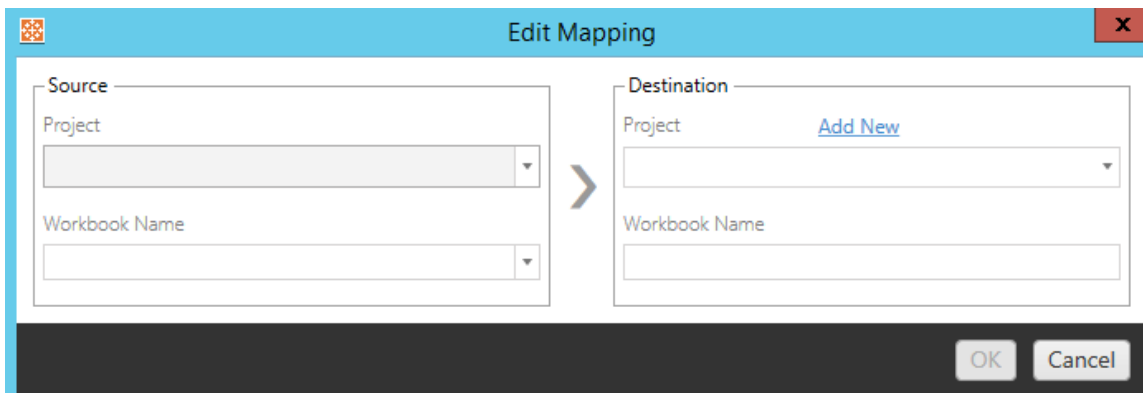 Edit Mapping
x
Source
Project
Workbook Name
Destination
Project Add New
Workbook Name
OK Cancel